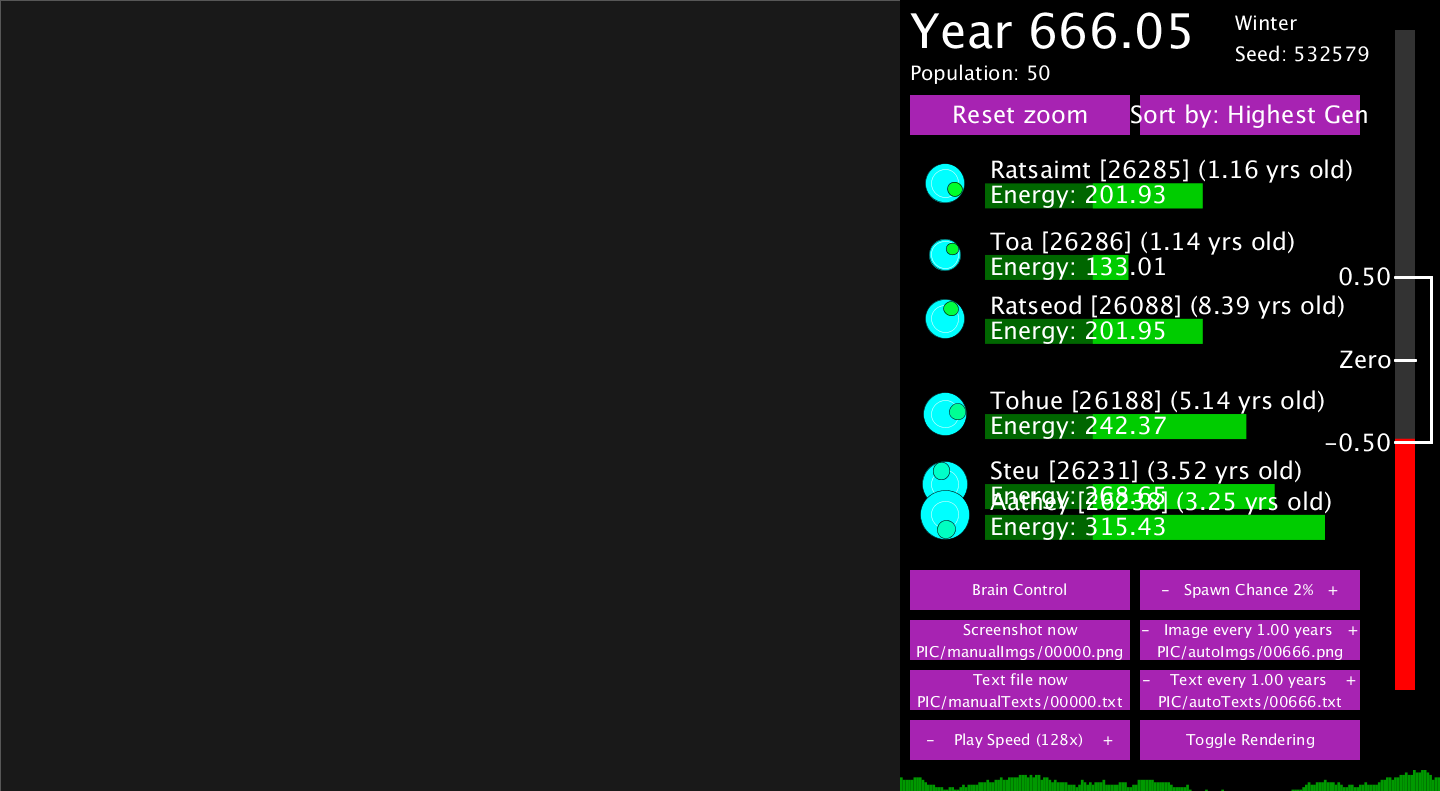 Year 666.05
Winter
Seed: 532579
Population: 50
Reset zoom
Sort by: Highest Gen
Ratsaimt [26285] (1.16 yrs old)
Energy: 201.93
Toa [26286] (1.14 yrs old)
Energy: 133.01
0.50
Ratseod [26088] (8.39 yrs old)
Energy: 201.95
Zero
Tohue [26188] (5.14 yrs old)
Energy: 242.37
-0.50
Steu [26231] (3.52 yrs old)
Energy: 268.65
Aathey [26238] (3.25 yrs old)
Energy: 315.43
Brain Control
- Spawn Chance 2% +
Screenshot now
PIC/manualImgs/00000.png
- Image every 1.00 years +
PIC/autoImgs/00666.png
Text file now
PIC/manualTexts/00000.txt
- Text every 1.00 years +
PIC/autoTexts/00666.txt
- Play Speed (128x) +
Toggle Rendering